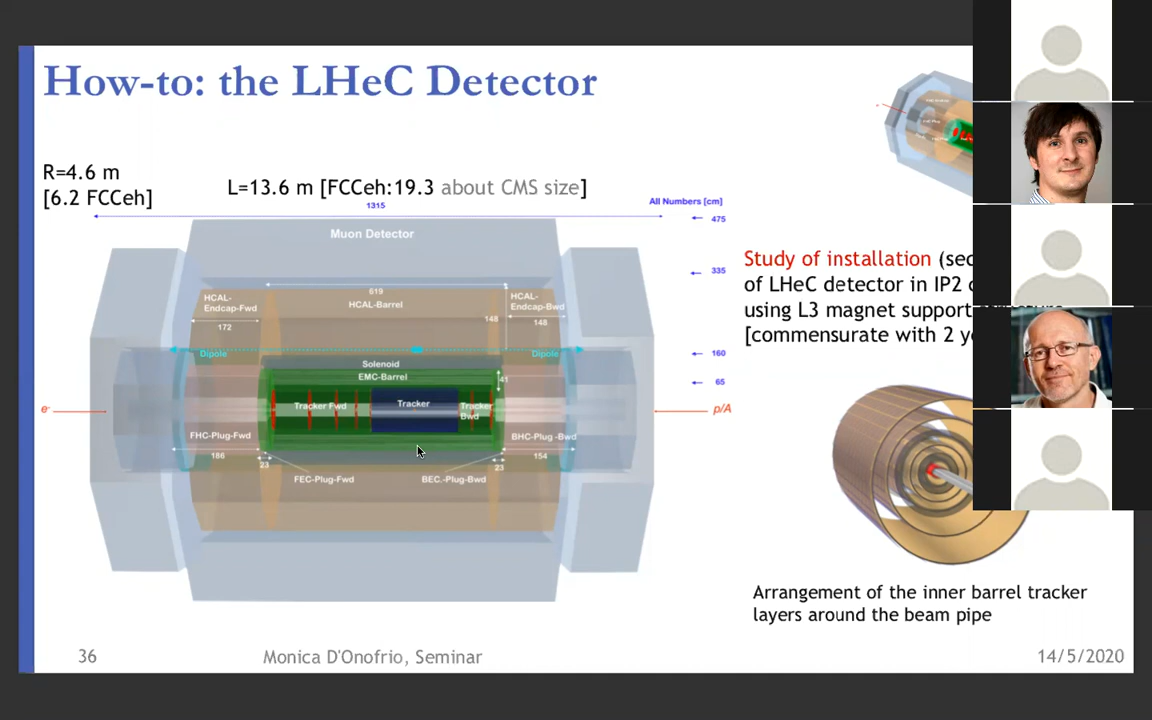 How-to: the LHeC Detector
R=4.6 m
[6.2 FCCeh]
L=13.6 m [FCCeh:19.3 about CMS size]
1315
All Numbers [cm]
475
Muon Detector
335
619
HCAL-Endcap-Fwd
HCAL-Barrel
HCAL-Endcap-Bwd
172
148
148
Dipole
Dipole
160
Solenoid
EMC-Barrel
41
65
e-
Tracker Fwd
Tracker
Tracker Bwd
p/A
FHC-Plug-Fwd
BHC-Plug-Bwd
186
23
23
154
FEC-Plug-Fwd
BEC.-Plug-Bwd
Study of installation
of LHeC detector in IP2
using L3 magnet support
[commensurate with 2
Arrangement of the inner barrel tracker
layers around the beam pipe
36
Monica D'Onofrio, Seminar
14/5/2020